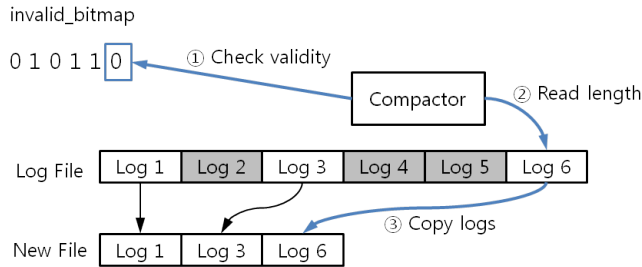 invalid_bitmap
0 1 0 1 1 0
① Check validity
Compactor
② Read length
Log File
Log 1 Log 2 Log 3 Log 4 Log 5 Log 6
③ Copy logs
New File
Log 1 Log 3 Log 6